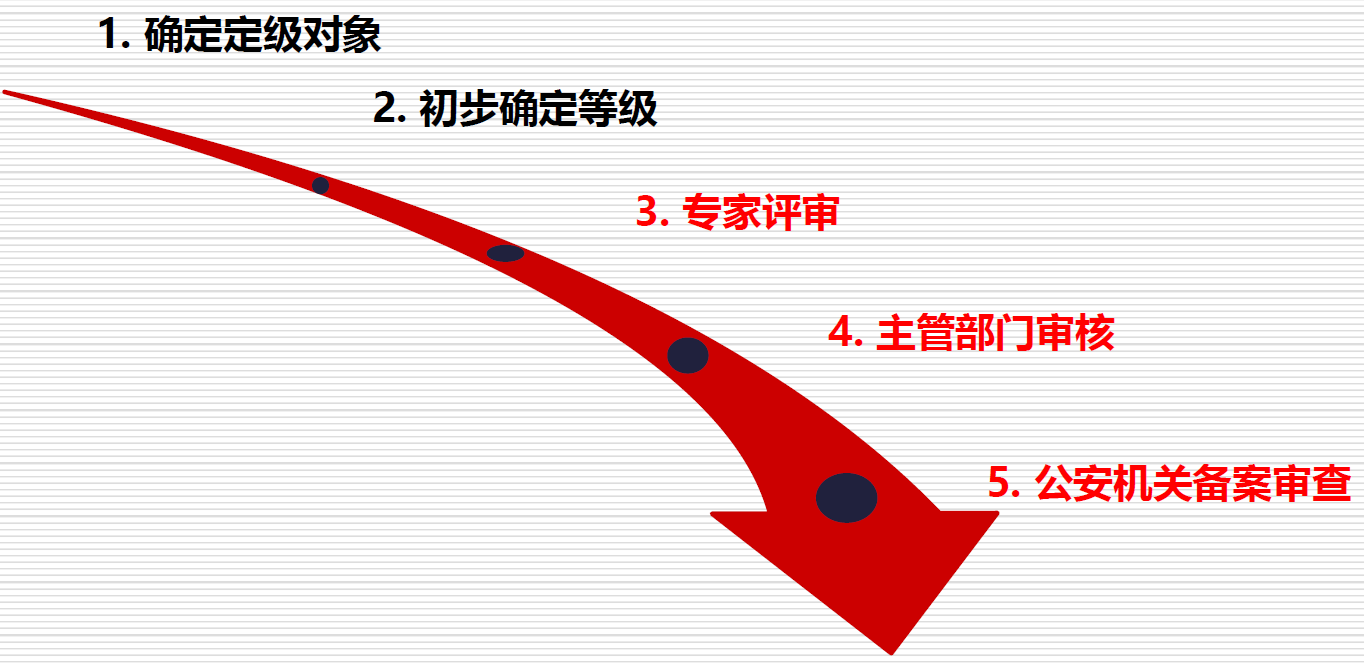 1. 确定定级对象
2. 初步确定等级
3. 专家评审
4. 主管部门审核
5. 公安机关备案审查